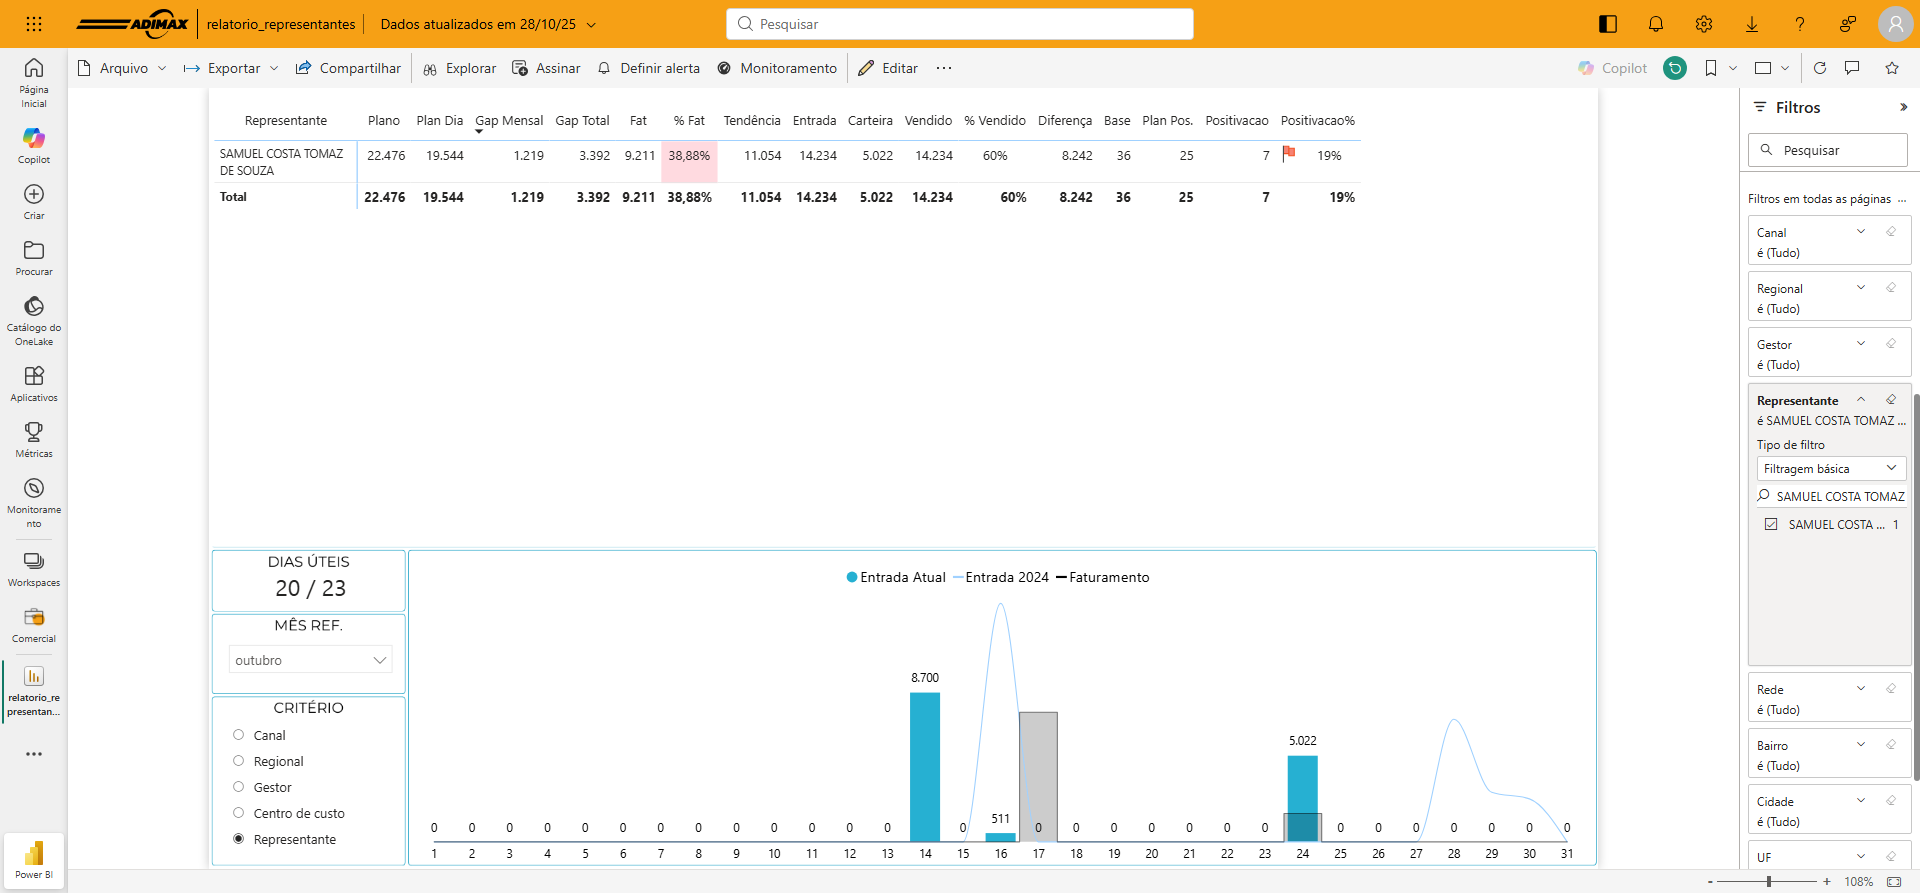 ADIMAX relatorio_representantes Dados atualizados em 28/10/25 Pesquisar
Arquivo Exportar Compartilhar Explorar Assinar Definir alerta Monitoramento Editar ... Copilot
Página
Inicial
Copilot
Criar
Procurar
Catálogo do
OneLake
Aplicativos
Métricas
Monitorame
nto
Workspaces
Comercial
relatorio_re
presentan...
Power BI
Representante Plano Plan Dia Gap Mensal Gap Total Fat % Fat Tendência Entrada Carteira Vendido % Vendido Diferença Base Plan Pos. Positivacao Positivacao%
SAMUEL COSTA TOMAZ
DE SOUZA
22.476 19.544 1.219 3.392 9.211 38,88% 11.054 14.234 5.022 14.234 60% 8.242 36 25 7 19%
Total 22.476 19.544 1.219 3.392 9.211 38,88% 11.054 14.234 5.022 14.234 60% 8.242 36 25 7 19%
DIAS ÚTEIS
20 / 23
MÊS REF.
outubro
CRITÉRIO
Canal
Regional
Gestor
Centro de custo
Representante
Entrada Atual Entrada 2024 Faturamento
8.700
5.022
511
0 0 0 0 0 0 0 0 0 0 0 0 0 0 0 0 0 0 0 0 0 0 0 0 0 0 0 0
1 2 3 4 5 6 7 8 9 10 11 12 13 14 15 16 17 18 19 20 21 22 23 24 25 26 27 28 29 30 31
Filtros
Pesquisar
Filtros em todas as páginas ...
Canal
é (Tudo)
Regional
é (Tudo)
Gestor
é (Tudo)
Representante
é SAMUEL COSTA TOMAZ ...
Tipo de filtro
Filtragem básica
SAMUEL COSTA TOMAZ
SAMUEL COSTA ... 1
Rede
é (Tudo)
Bairro
é (Tudo)
Cidade
é (Tudo)
UF
- + 108%